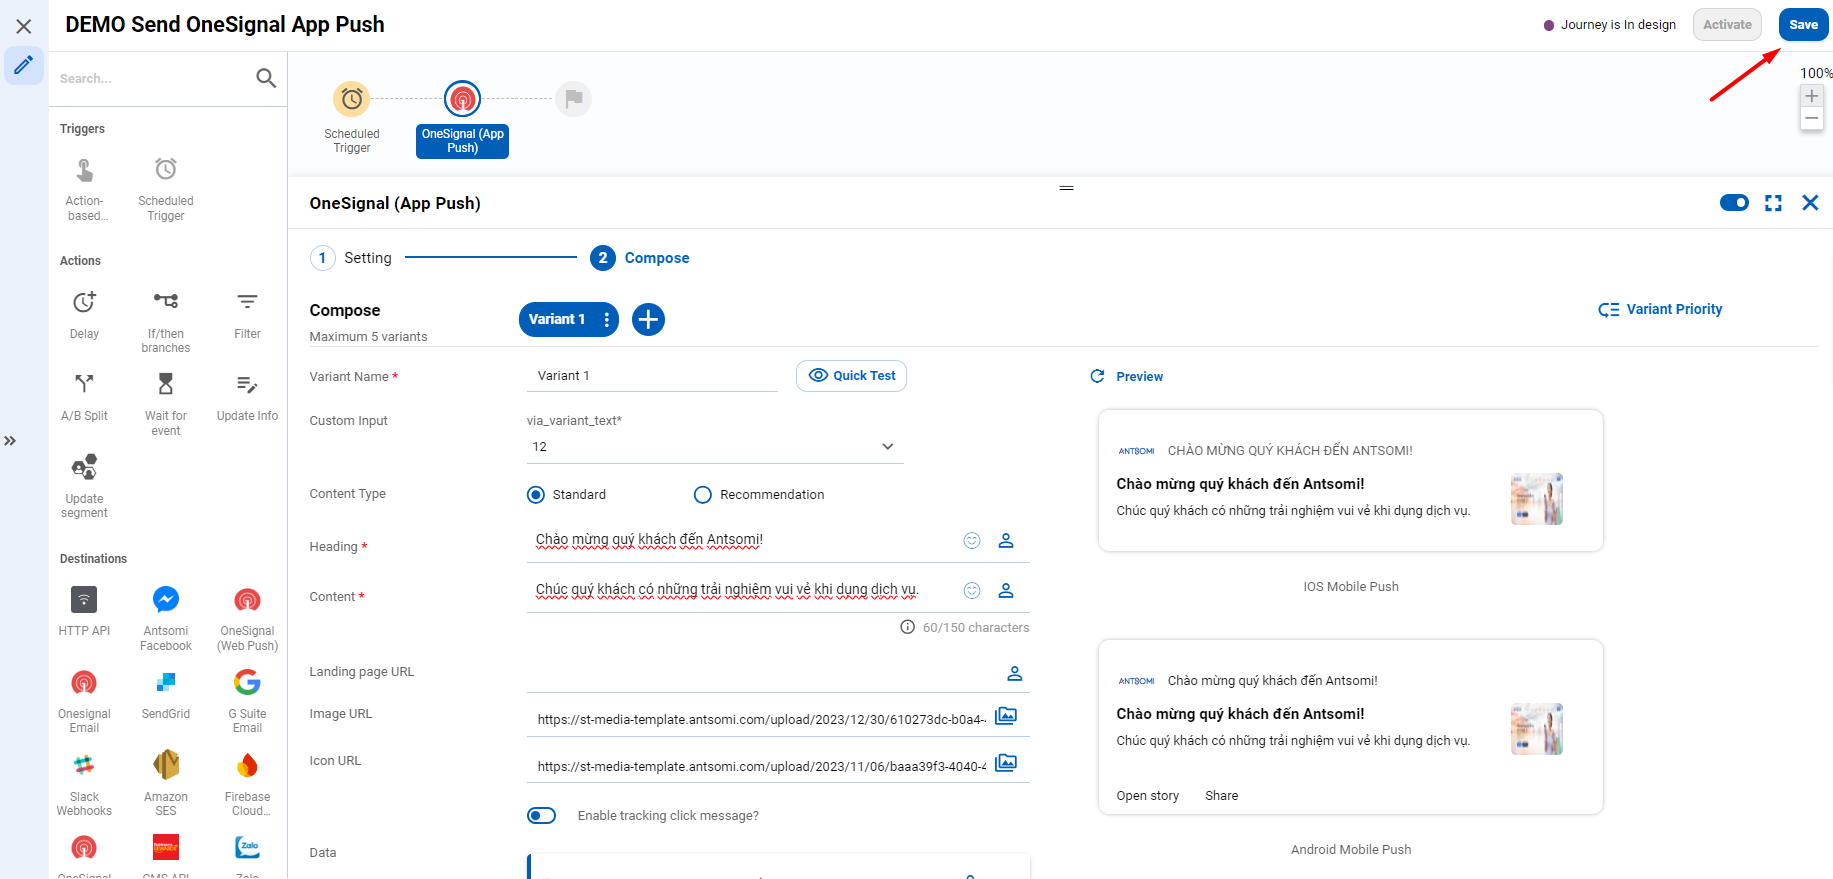 DEMO Send OneSignal App Push
Journey is In design
Activate
Save
Search...
100%
Triggers
Action-
based...
Scheduled
Trigger
Actions
Delay
If/then
branches
Filter
A/B Split
Wait for
event
Update Info
Update
segment
Destinations
HTTP API
Antsomi
Facebook
OneSignal
(Web Push)
Onesignal
Email
SendGrid
G Suite
Email
Slack
Webhooks
Amazon
SES
Firebase
Cloud...
Zalo
OneSignal
CMS API
Zalo
Scheduled
Trigger
OneSignal (App
Push)
OneSignal (App Push)
1 Setting
2 Compose
Compose
Maximum 5 variants
Variant 1
Variant Priority
Variant Name *
Variant 1
Quick Test
Custom Input
via_variant_text*
12
Content Type
Standard
Recommendation
Heading *
Chào mừng quý khách đến Antsomi!
Content *
Chúc quý khách có những trải nghiệm vui vẻ khi dụng dịch vụ.
60/150 characters
Landing page URL
Image URL
https://st-media-template.antsomi.com/upload/2023/12/30/610273dc-b0a4-
Icon URL
https://st-media-template.antsomi.com/upload/2023/11/06/baaa39f3-4040-4
Enable tracking click message?
Data
Preview
ANTSOMI CHÀO MỪNG QUÝ KHÁCH ĐẾN ANTSOMI!
Chào mừng quý khách đến Antsomi!
Chúc quý khách có những trải nghiệm vui vẻ khi dụng dịch vụ.
IOS Mobile Push
ANTSOMI Chào mừng quý khách đến Antsomi!
Chào mừng quý khách đến Antsomi!
Chúc quý khách có những trải nghiệm vui vẻ khi dụng dịch vụ.
Open story
Share
Android Mobile Push